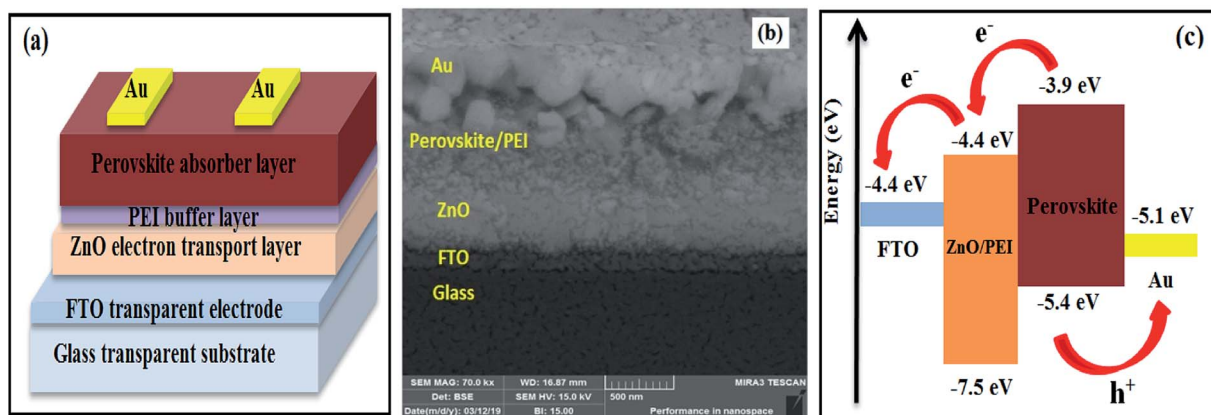 (a)
Au Au
Perovskite absorber layer
PEI buffer layer
ZnO electron transport layer
FTO transparent electrode
Glass transparent substrate
(b)
Au
Perovskite/PEI
ZnO
FTO
Glass
SEM MAG: 70.0 kx WD: 16.87 mm MIRA3 TESCAN
Det: BSE SEM HV: 15.0 kV 500 nm
Date(m/d/y): 03/12/19 BI: 15.00 Performance in nanospace
(c)
Energy (eV)
e⁻
e⁻
-3.9 eV
-4.4 eV
-4.4 eV
-5.1 eV
Perovskite
FTO
ZnO/PEI
Au
-5.4 eV
-7.5 eV
h⁺